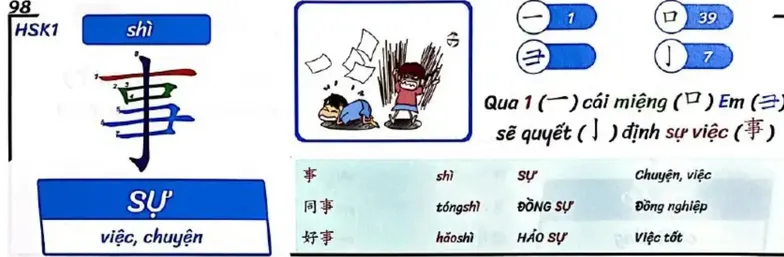 98
HSK1
shì
事
SỰ
việc, chuyện
一 1
口 39
彐 7
亅 7
Qua 1 (一) cái miệng (口) Em (彐)
sẽ quyết (亅) định sự việc (事)
事 shì SỰ Chuyện, việc
同事 tóngshì ĐỒNG SỰ Đồng nghiệp
好事 hǎoshì HẢO SỰ Việc tốt